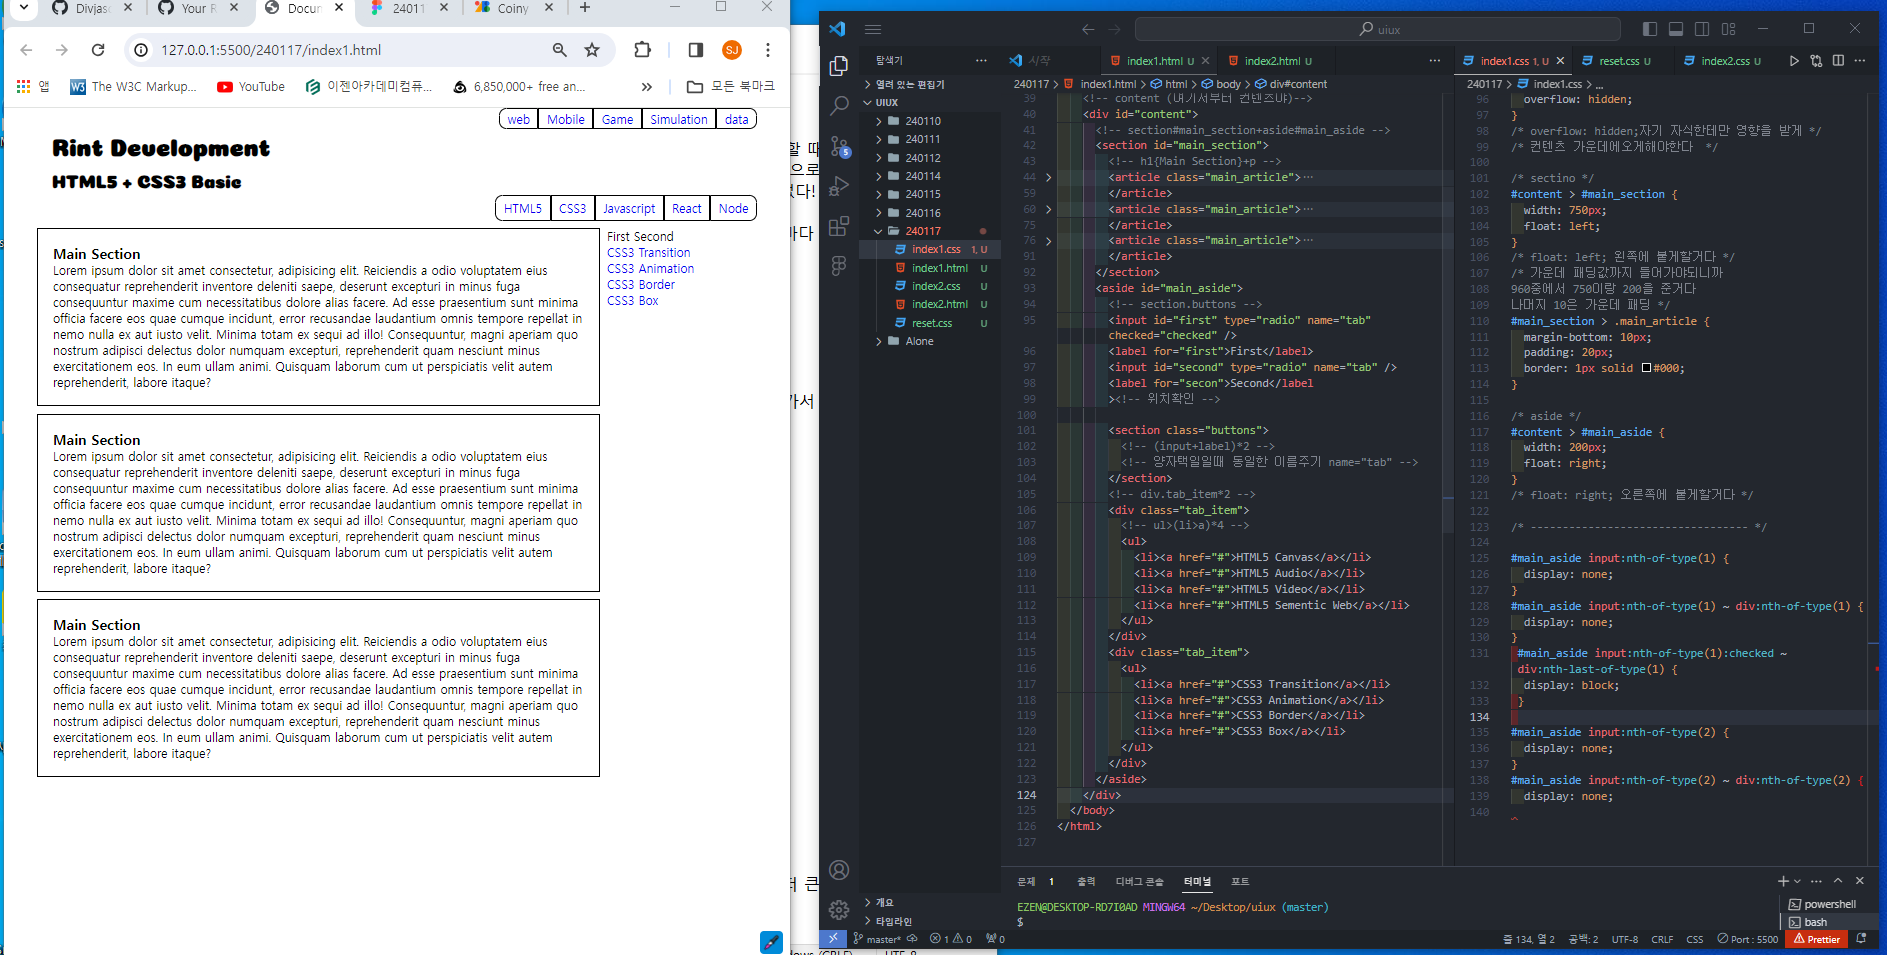 Divjas
Your R
Docun
24011
Coiny
127.0.0.1:5500/240117/index1.html
SJ
앱
The W3C Markup...
YouTube
이젠아카데미컴퓨...
6,850,000+ free an...
모든 북마크
web
Mobile
Game
Simulation
data
Rint Development
HTML5 + CSS3 Basic
HTML5
CSS3
Javascript
React
Node
Main Section
Lorem ipsum dolor sit amet consectetur, adipisicing elit. Reiciendis a odio voluptatem eius
consequatur reprehenderit inventore deleniti saepe, deserunt excepturi in minus fuga
consequuntur maxime cum necessitatibus dolore alias facere. Ad esse praesentium sunt minima
officia facere eos quae cumque incidunt, error recusandae laudantium omnis tempore repellat in
nemo nulla ex aut iusto velit. Minima totam ex sequi ad illo! Consequuntur, magni aperiam quo
nostrum adipisci delectus dolor numquam excepturi, reprehenderit quam nesciunt minus
exercitationem eos. In eum ullam animi. Quisquam laborum cum ut perspiciatis velit autem
reprehenderit, labore itaque?
Main Section
Lorem ipsum dolor sit amet consectetur, adipisicing elit. Reiciendis a odio voluptatem eius
consequatur reprehenderit inventore deleniti saepe, deserunt excepturi in minus fuga
consequuntur maxime cum necessitatibus dolore alias facere. Ad esse praesentium sunt minima
officia facere eos quae cumque incidunt, error recusandae laudantium omnis tempore repellat in
nemo nulla ex aut iusto velit. Minima totam ex sequi ad illo! Consequuntur, magni aperiam quo
nostrum adipisci delectus dolor numquam excepturi, reprehenderit quam nesciunt minus
exercitationem eos. In eum ullam animi. Quisquam laborum cum ut perspiciatis velit autem
reprehenderit, labore itaque?
Main Section
Lorem ipsum dolor sit amet consectetur, adipisicing elit. Reiciendis a odio voluptatem eius
consequatur reprehenderit inventore deleniti saepe, deserunt excepturi in minus fuga
consequuntur maxime cum necessitatibus dolore alias facere. Ad esse praesentium sunt minima
officia facere eos quae cumque incidunt, error recusandae laudantium omnis tempore repellat in
nemo nulla ex aut iusto velit. Minima totam ex sequi ad illo! Consequuntur, magni aperiam quo
nostrum adipisci delectus dolor numquam excepturi, reprehenderit quam nesciunt minus
exercitationem eos. In eum ullam animi. Quisquam laborum cum ut perspiciatis velit autem
reprehenderit, labore itaque?
First Second
CSS3 Transition
CSS3 Animation
CSS3 Border
CSS3 Box
uiux
탐색기
열려 있는 편집기
UIUX
240110
240111
240112
240114
240115
240116
240117
index1.css 1, U
index1.html U
index2.css U
index2.html U
reset.css U
Alone
개요
타임라인
시작
index1.html U
index2.html U
240117 > index1.html > html > body > div#content
39 <!-- content (여기서부터 컨텐츠야)-->
40 <div id="content">
41 <!-- section#main_section+aside#main_aside -->
42 <section id="main_section">
43 <!-- h1{Main Section}+p -->
44 <article class="main_article">...
59 </article>
60 <article class="main_article">...
75 </article>
76 <article class="main_article">...
91 </article>
92 </section>
93 <aside id="main_aside">
94 <!-- section.buttons -->
95 <input id="first" type="radio" name="tab"
checked="checked" />
96 <label for="first">First</label>
97 <input id="second" type="radio" name="tab" />
98 <label for="secon">Second</label
99 ><!-- 위치확인 -->
100
101 <section class="buttons">
102 <!-- (input+label)*2 -->
103 <!-- 양자택일일때 동일한 이름주기 name="tab" -->
104 </section>
105 <!-- div.tab_item*2 -->
106 <div class="tab_item">
107 <!-- ul>(li>a)*4 -->
108 <ul>
109 <li><a href="#">HTML5 Canvas</a></li>
110 <li><a href="#">HTML5 Audio</a></li>
111 <li><a href="#">HTML5 Video</a></li>
112 <li><a href="#">HTML5 Sementic Web</a></li>
113 </ul>
114 </div>
115 <div class="tab_item">
116 <ul>
117 <li><a href="#">CSS3 Transition</a></li>
118 <li><a href="#">CSS3 Animation</a></li>
119 <li><a href="#">CSS3 Border</a></li>
120 <li><a href="#">CSS3 Box</a></li>
121 </ul>
122 </div>
123 </aside>
124 </div>
125 </body>
126 </html>
127
index1.css 1, U
reset.css U
index2.css U
240117 > index1.css > ...
96 overflow: hidden;
97 }
98 /* overflow: hidden;자기 자식한테만 영향을 받게 */
99 /* 컨텐츠 가운데에오게해야한다 */
100
101 /* sectino */
102 #content > #main_section {
103 width: 750px;
104 float: left;
105 }
106 /* float: left; 왼쪽에 붙게할거다 */
107 /* 가운데 패딩값까지 들어가야되니까
108 960중에서 750이랑 200을 준거다
109 나머지 10은 가운데 패딩 */
110 #main_section > .main_article {
111 margin-bottom: 10px;
112 padding: 20px;
113 border: 1px solid #000;
114 }
115
116 /* aside */
117 #content > #main_aside {
118 width: 200px;
119 float: right;
120 }
121 /* float: right; 오른쪽에 붙게할거다 */
122
123 /* ---------------------------------- */
124
125 #main_aside input:nth-of-type(1) {
126 display: none;
127 }
128 #main_aside input:nth-of-type(1) ~ div:nth-of-type(1) {
129 display: none;
130 }
131 #main_aside input:nth-of-type(1):checked ~
div:nth-last-of-type(1) {
132 display: block;
133 }
134
135 #main_aside input:nth-of-type(2) {
136 display: none;
137 }
138 #main_aside input:nth-of-type(2) ~ div:nth-of-type(2) {
139 display: none;
140
문제 1
출력
디버그 콘솔
터미널
포트
EZEN@DESKTOP-RD7I0AD MINGW64 ~/Desktop/uiux (master)
$
powershell
bash
master*
1 0
0
줄 134, 열 2
공백: 2
UTF-8
CRLF
CSS
Port : 5500
Prettier